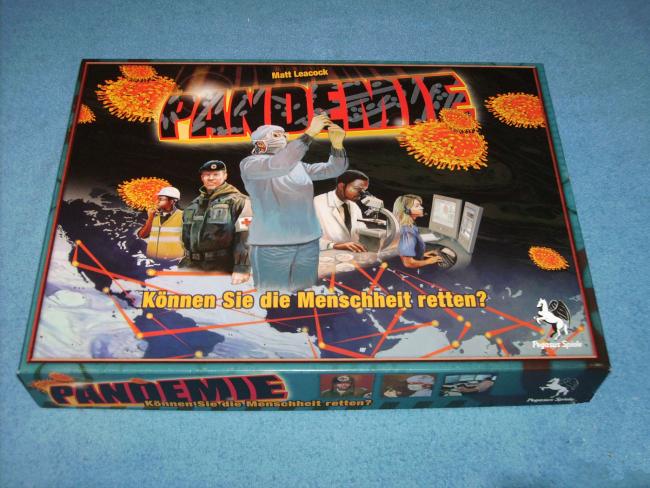 Matt Leacock
PANDEMIE
Können Sie die Menschheit retten?
Pegasus Spiele
PANDEMIE
Können Sie die Menschheit retten?
Pegasus Spiele